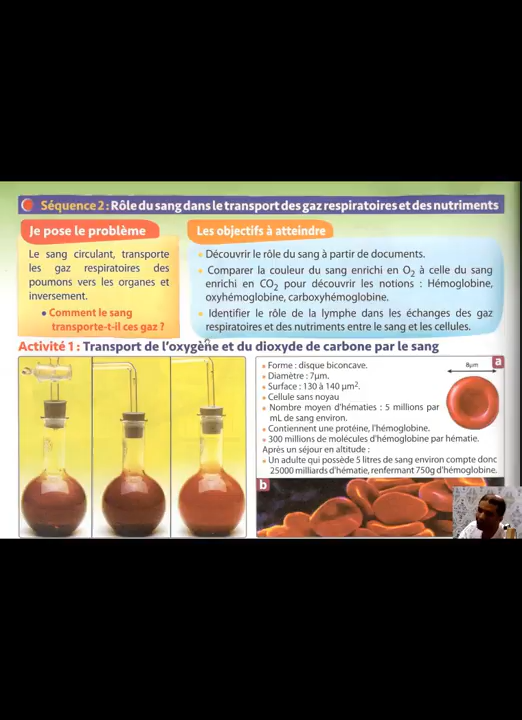 Séquence 2 : Rôle du sang dans le transport des gaz respiratoires et des nutriments
Je pose le problème
Le sang circulant, transporte
les gaz respiratoires des
poumons vers les organes et
inversement.
• Comment le sang
transporte-t-il ces gaz ?
Les objectifs à atteindre
• Découvrir le rôle du sang à partir de documents.
• Comparer la couleur du sang enrichi en O₂ à celle du sang
enrichi en CO₂ pour découvrir les notions : Hémoglobine,
oxyhémoglobine, carboxyhémoglobine.
• Identifier le rôle de la lymphe dans les échanges des gaz
respiratoires et des nutriments entre le sang et les cellules.
Activité 1 : Transport de l'oxygène et du dioxyde de carbone par le sang
• Forme : disque biconcave.
• Diamètre : 7µm.
• Surface : 130 à 140 µm².
• Cellule sans noyau
• Nombre moyen d'hématies : 5 millions par
mL de sang environ.
• Contiennent une protéine, l'hémoglobine.
• 300 millions de molécules d'hémoglobine par hématie.
Après un séjour en altitude :
• Un adulte qui possède 5 litres de sang environ compte donc
25000 milliards d'hématie, renfermant 750g d'hémoglobine.
8µm
a
b